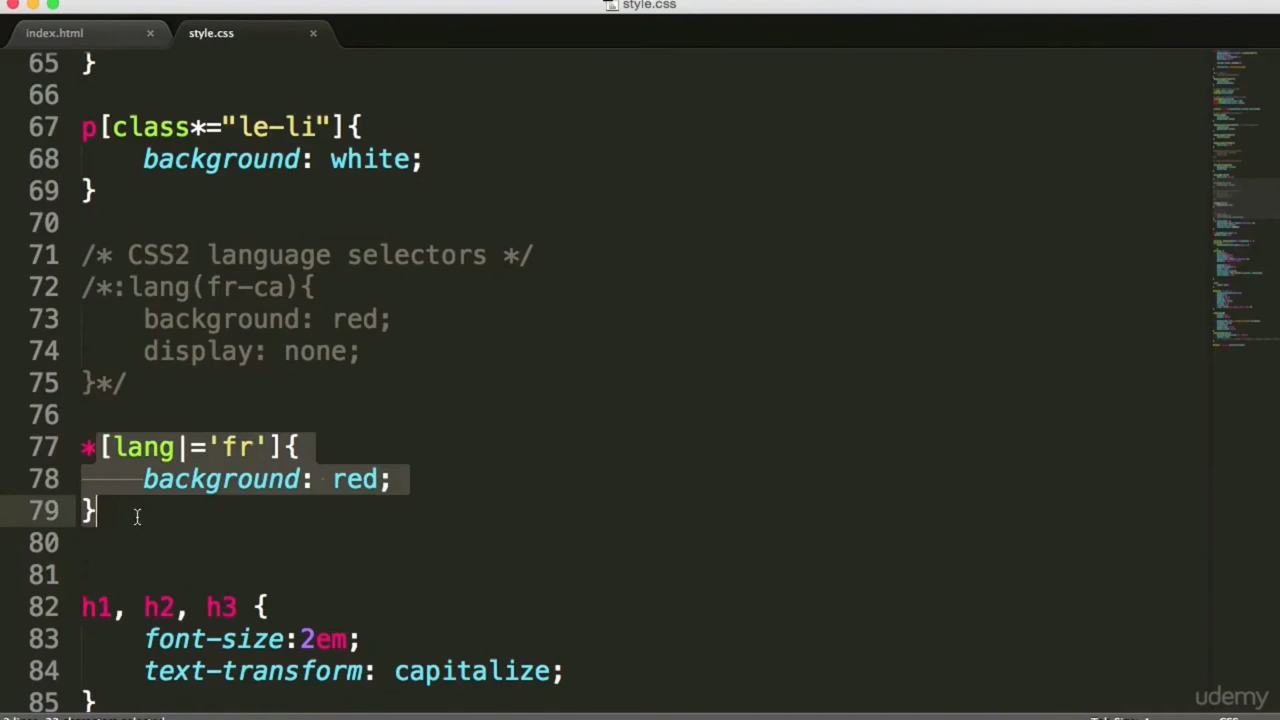 style.css
index.html × style.css ×
65 }
66
67 p[class*="le-li"]{
68 background: white;
69 }
70
71 /* CSS2 language selectors */
72 /*:lang(fr-ca){
73 background: red;
74 display: none;
75 }*/
76
77 *[lang|='fr']{
78 background: red;
79 }
80
81
82 h1, h2, h3 {
83 font-size:2em;
84 text-transform: capitalize;
85 }
udemy